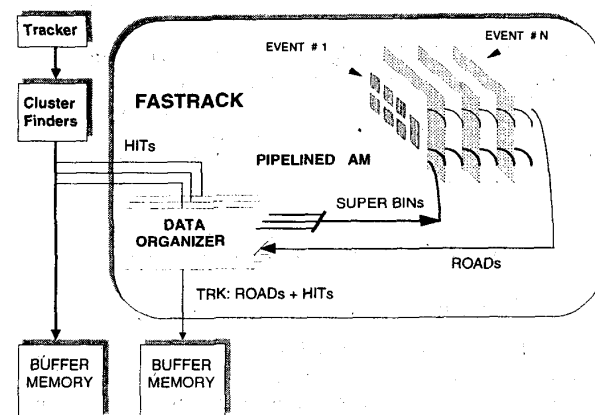 Tracker
EVENT # 1
EVENT # N
Cluster
Finders
FASTRACK
HITs
PIPELINED AM
SUPER BINs
DATA
ORGANIZER
ROADs
TRK: ROADs + HITs
BUFFER
MEMORY
BUFFER
MEMORY